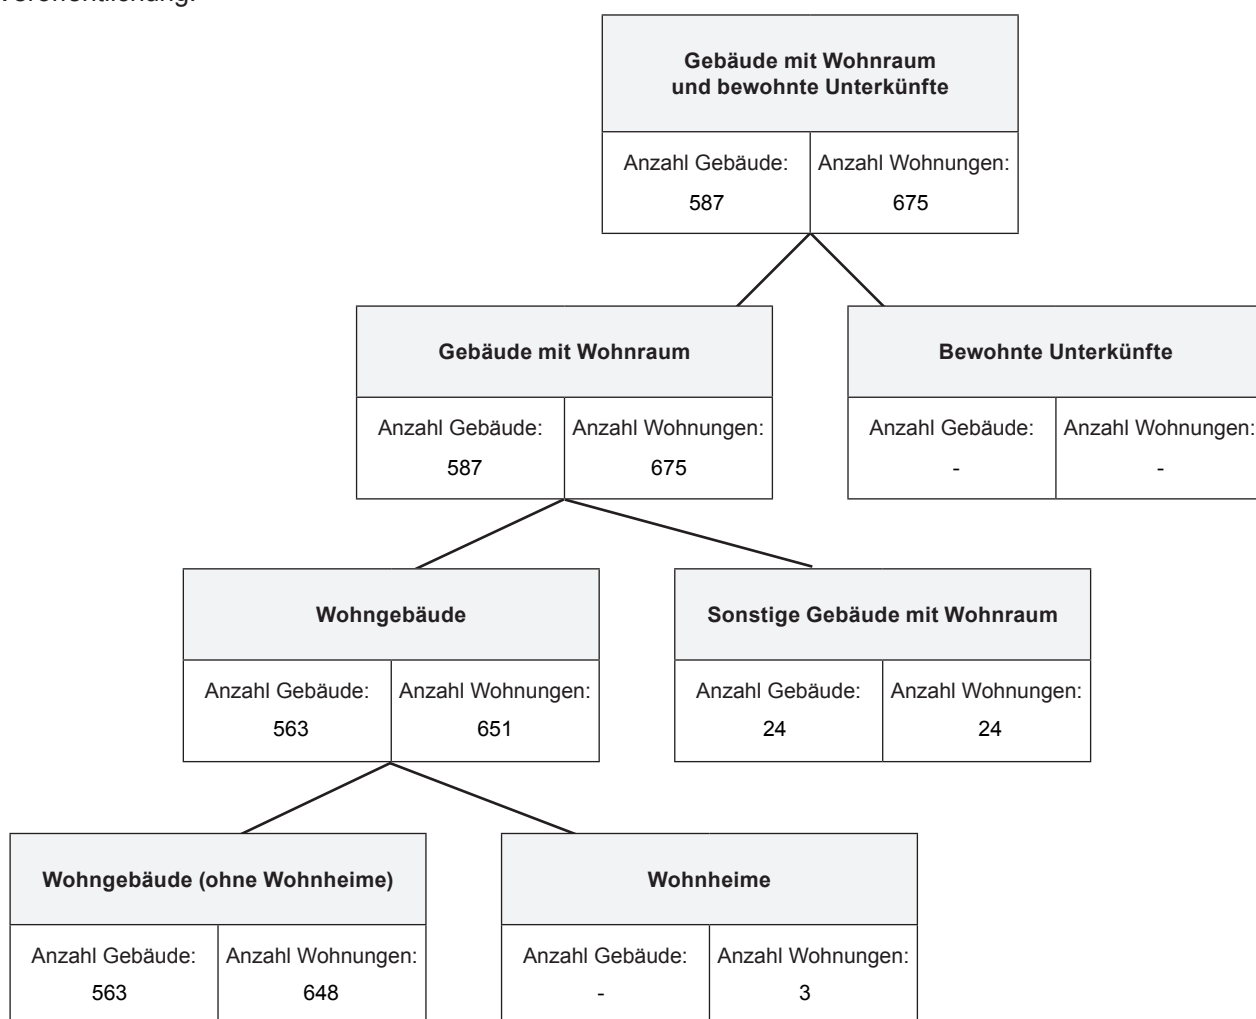 Veröffentlichung.
Gebäude mit Wohnraum
und bewohnte Unterkünfte
Anzahl Gebäude: Anzahl Wohnungen:
587 675
Gebäude mit Wohnraum Bewohnte Unterkünfte
Anzahl Gebäude: Anzahl Wohnungen: Anzahl Gebäude: Anzahl Wohnungen:
587 675 - -
Wohngebäude Sonstige Gebäude mit Wohnraum
Anzahl Gebäude: Anzahl Wohnungen: Anzahl Gebäude: Anzahl Wohnungen:
563 651 24 24
Wohngebäude (ohne Wohnheime) Wohnheime
Anzahl Gebäude: Anzahl Wohnungen: Anzahl Gebäude: Anzahl Wohnungen:
563 648 - 3